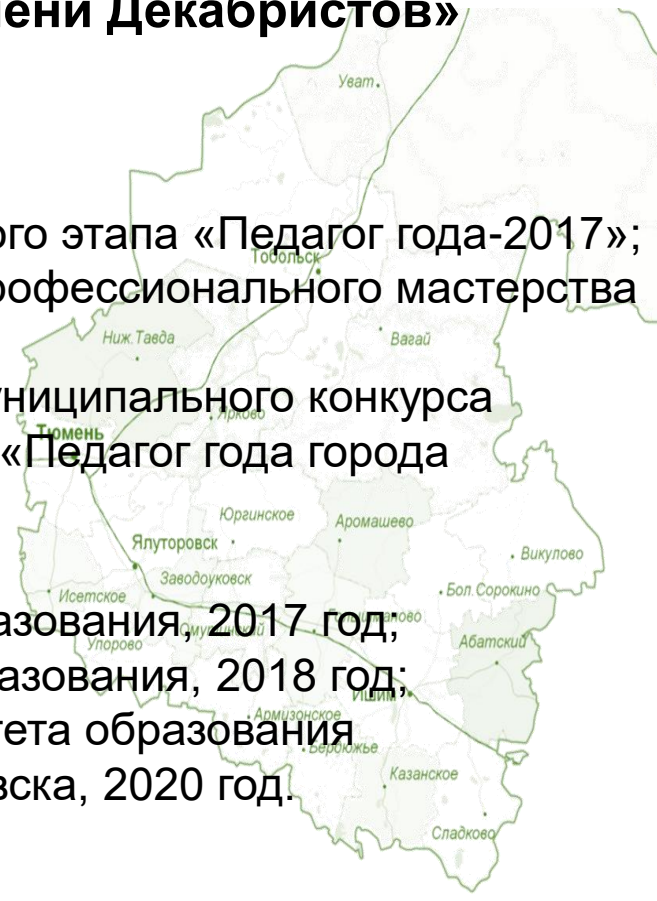 ени Декабристов»
Уват
ого этапа «Педагог года-2017»;
Тобольск
рофессионального мастерства
Ниж.Тавда
Вагай
униципального конкурса
Ярково
Тюмень
«Педагог года города
Юргинское
Аромашево
Ялуторовск
Викулово
Заводоуковск
Бол.Сорокино
Исетское
азования, 2017 год;
Упорово
Абатский
азования, 2018 год;
Ишим
Армизонское
тета образования
Бердюжье
Казанское
вска, 2020 год.
Сладково